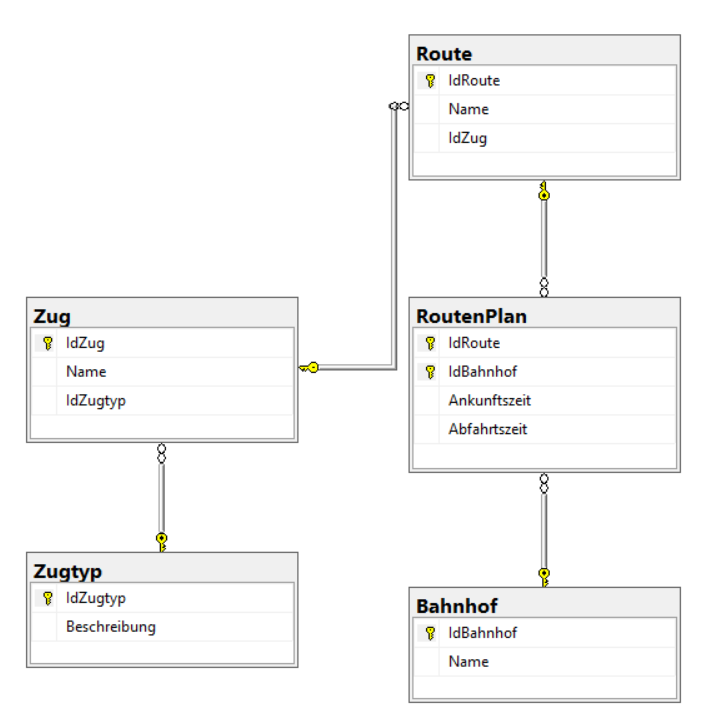 Route
IdRoute
Name
IdZug
Zug
IdZug
Name
IdZugtyp
RoutenPlan
IdRoute
IdBahnhof
Ankunftszeit
Abfahrtszeit
Zugtyp
IdZugtyp
Beschreibung
Bahnhof
IdBahnhof
Name